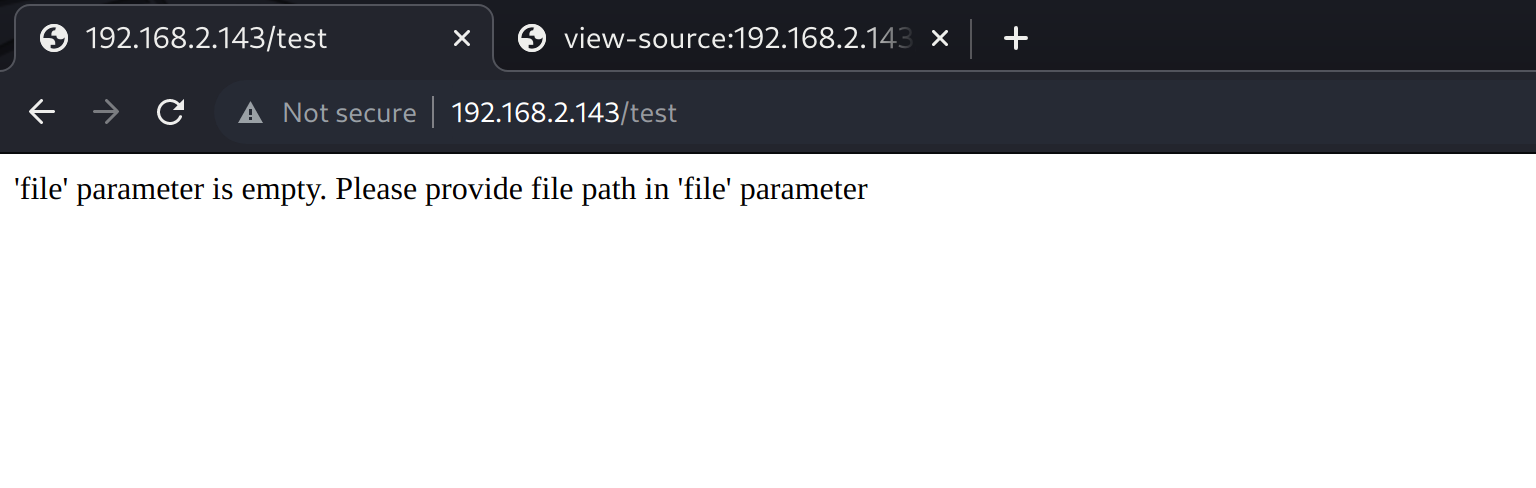 192.168.2.143/test
view-source:192.168.2.143
Not secure
192.168.2.143/test
'file' parameter is empty. Please provide file path in 'file' parameter